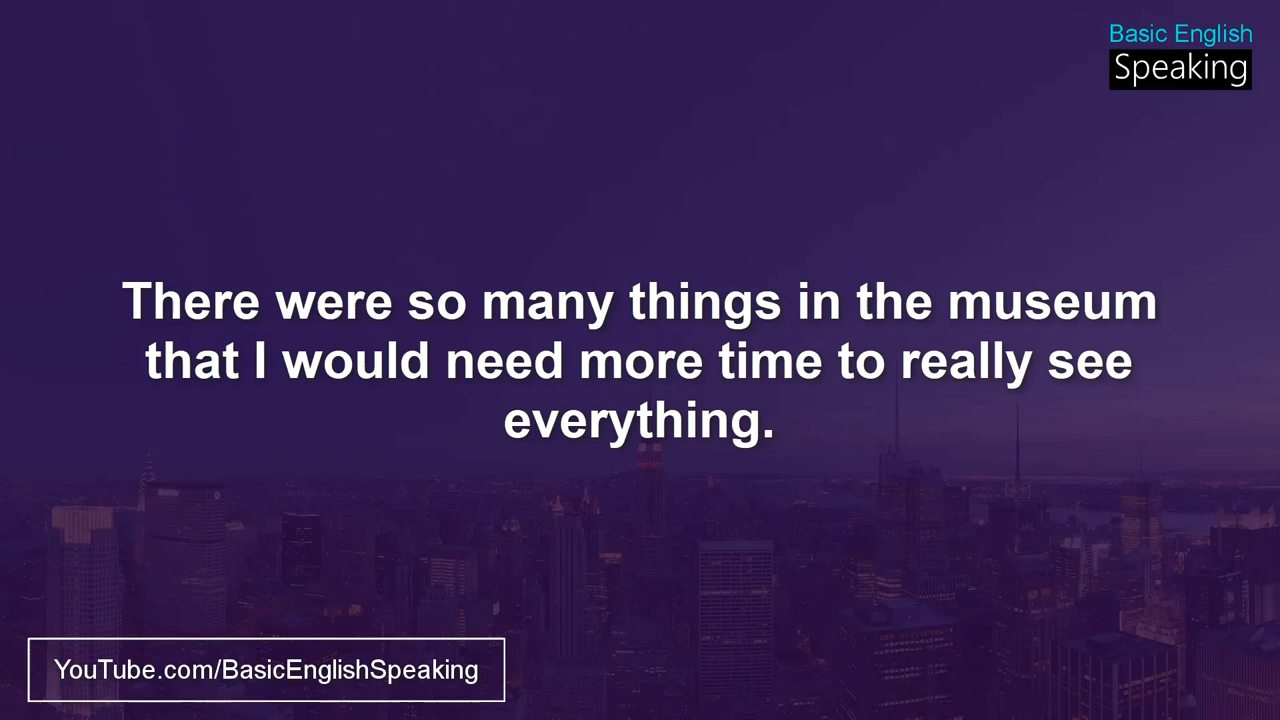 Basic English
Speaking
There were so many things in the museum
that I would need more time to really see
everything.
YouTube.com/BasicEnglishSpeaking